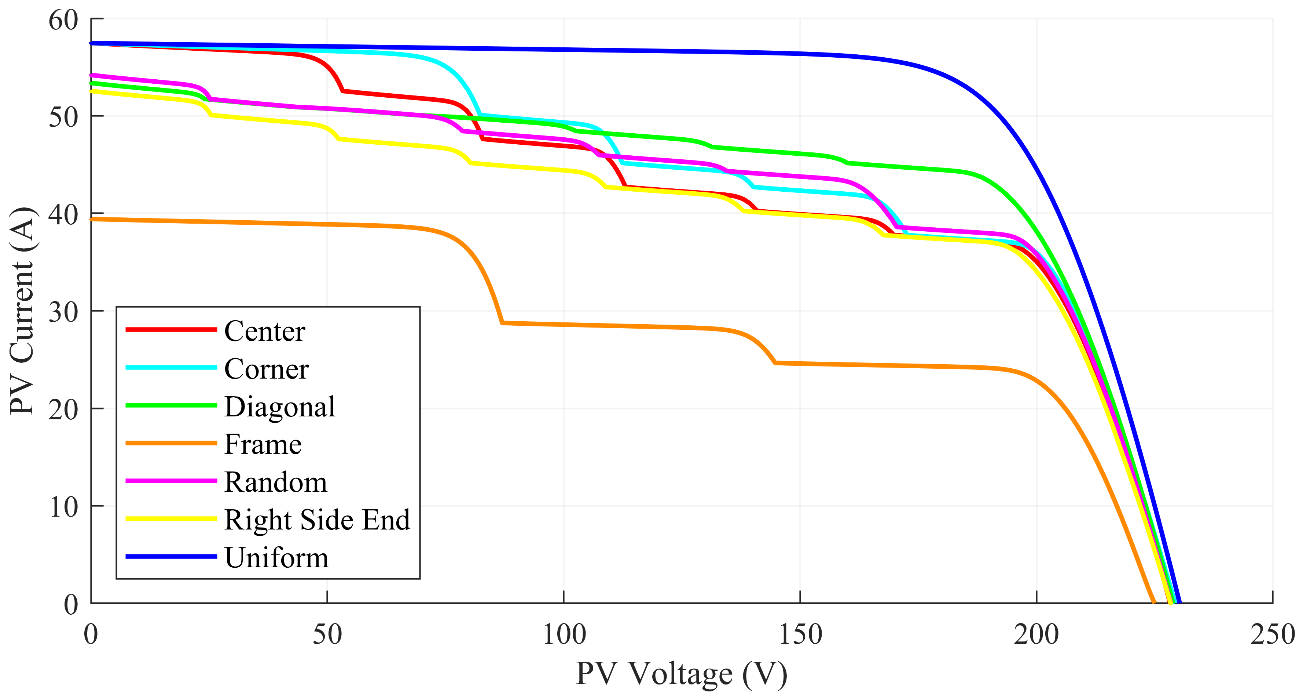 60
50
40
30
20
10
0
PV Current (A)
Center
Corner
Diagonal
Frame
Random
Right Side End
Uniform
0 50 100 150 200 250
PV Voltage (V)